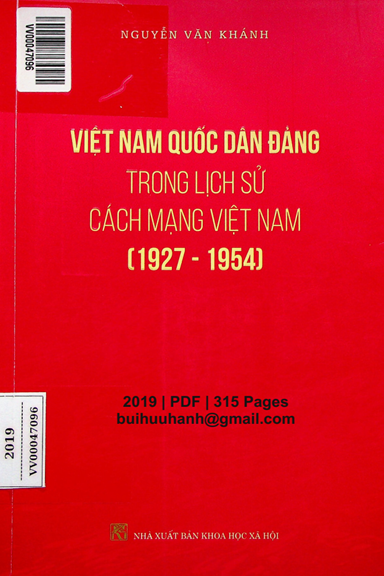 VV00047096
NGUYỄN VĂN KHÁNH
VIỆT NAM QUỐC DÂN ĐẢNG
TRONG LỊCH SỬ
CÁCH MẠNG VIỆT NAM
(1927 - 1954)
2019 | PDF | 315 Pages
buihuuhanh@gmail.com
2019
VV00047096
NHÀ XUẤT BẢN KHOA HỌC XÃ HỘI